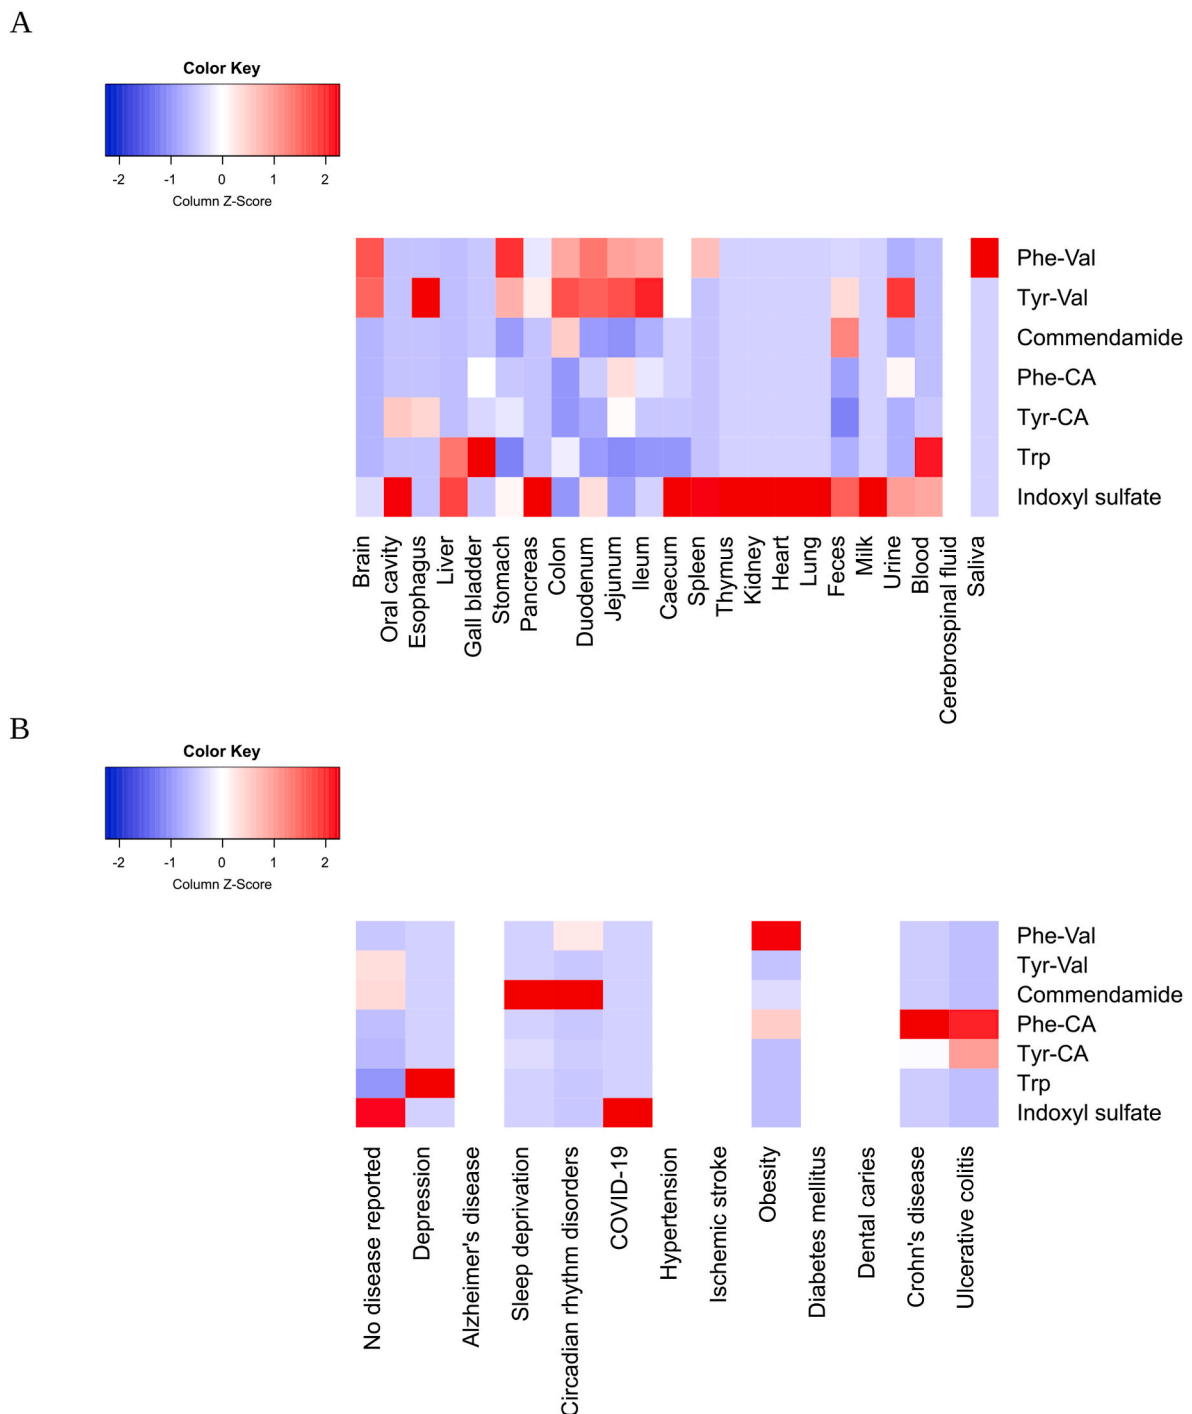 A
Color Key
-2 -1 0 1 2
Column Z-Score
Phe-Val
Tyr-Val
Commendamide
Phe-CA
Tyr-CA
Trp
Indoxyl sulfate
Brain
Oral cavity
Esophagus
Liver
Gall bladder
Stomach
Pancreas
Colon
Duodenum
Jejunum
Ileum
Caecum
Spleen
Thymus
Kidney
Heart
Lung
Feces
Milk
Urine
Blood
Cerebrospinal fluid
Saliva
B
Color Key
-2 -1 0 1 2
Column Z-Score
Phe-Val
Tyr-Val
Commendamide
Phe-CA
Tyr-CA
Trp
Indoxyl sulfate
No disease reported
Depression
Alzheimer's disease
Sleep deprivation
Circadian rhythm disorders
COVID-19
Hypertension
Ischemic stroke
Obesity
Diabetes mellitus
Dental caries
Crohn's disease
Ulcerative colitis